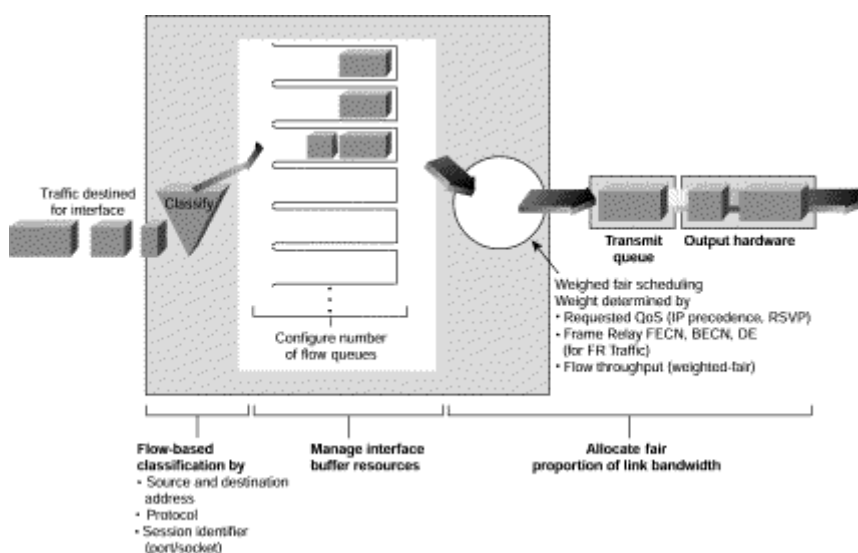 Traffic destined
for interface
Classify
Configure number
of flow queues
Transmit
queue
Output hardware
Weighed fair scheduling
Weight determined by
• Requested QoS (IP precedence, RSVP)
• Frame Relay FECN, BECN, DE
(for FR Traffic)
• Flow throughput (weighted-fair)
Flow-based
classification by
• Source and destination
address
• Protocol
• Session identifier
(port/socket)
Manage interface
buffer resources
Allocate fair
proportion of link bandwidth